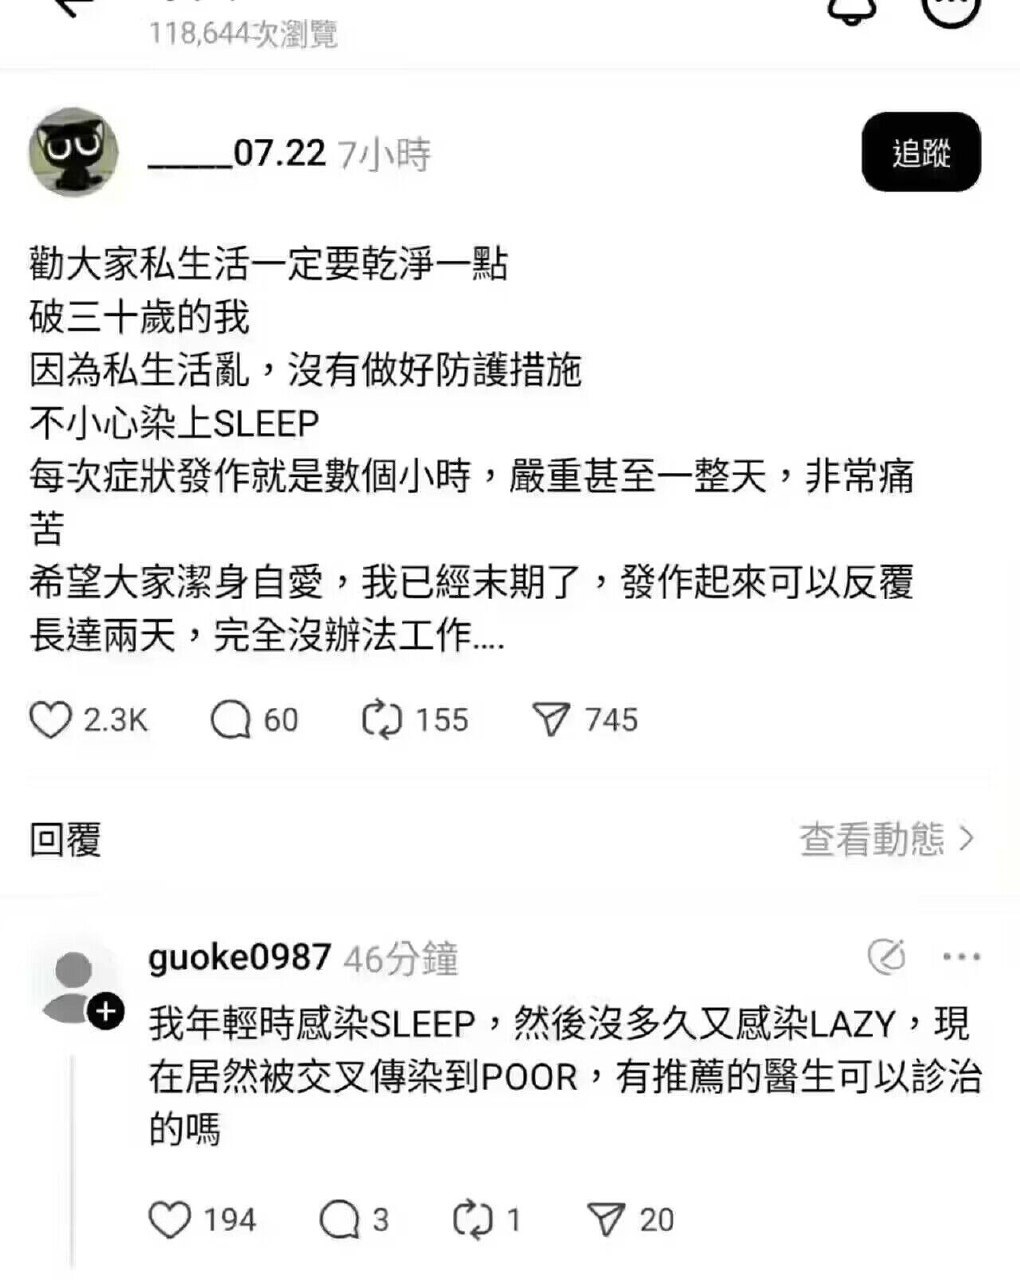 118,644次瀏覽
_____07.22 7小時
追蹤
勸大家私生活一定要乾淨一點
破三十歲的我
因為私生活亂，沒有做好防護措施
不小心染上SLEEP
每次症狀發作就是數個小時，嚴重甚至一整天，非常痛
苦
希望大家潔身自愛，我已經末期了，發作起來可以反覆
長達兩天，完全沒辦法工作....
2.3K 60 155 745
回覆
查看動態
guoke0987 46分鐘
我年輕時感染SLEEP，然後沒多久又感染LAZY，現
在居然被交叉傳染到POOR，有推薦的醫生可以診治
的嗎
194 3 1 20